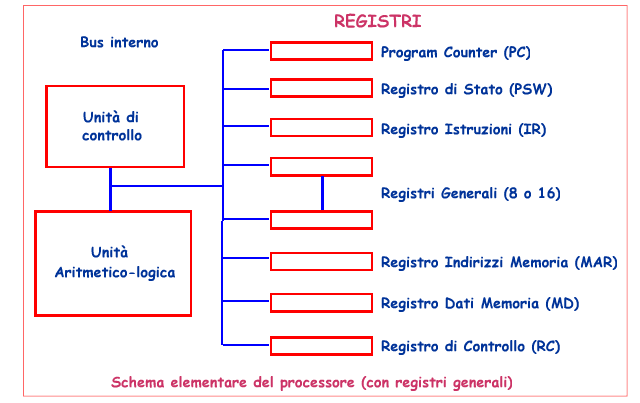 REGISTRI
Bus interno
Program Counter (PC)
Registro di Stato (PSW)
Unità di
controllo
Registro Istruzioni (IR)
Registri Generali (8 o 16)
Unità
Aritmetico-logica
Registro Indirizzi Memoria (MAR)
Registro Dati Memoria (MD)
Registro di Controllo (RC)
Schema elementare del processore (con registri generali)